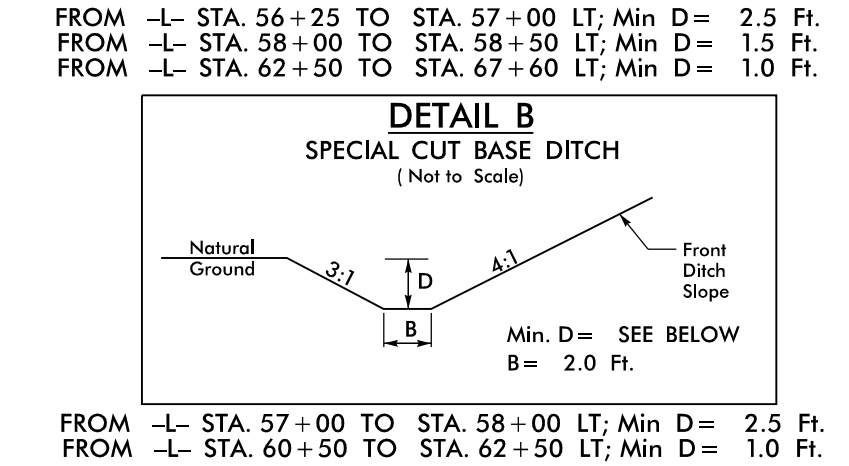 FROM -L- STA. 56+25 TO STA. 57+00 LT; Min D= 2.5 Ft.
FROM -L- STA. 58+00 TO STA. 58+50 LT; Min D= 1.5 Ft.
FROM -L- STA. 62+50 TO STA. 67+60 LT; Min D= 1.0 Ft.
DETAIL B
SPECIAL CUT BASE DITCH
( Not to Scale)
Natural
Ground
3:1
D
4:1
Front
Ditch
Slope
B
Min. D= SEE BELOW
B= 2.0 Ft.
FROM -L- STA. 57+00 TO STA. 58+00 LT; Min D= 2.5 Ft.
FROM -L- STA. 60+50 TO STA. 62+50 LT; Min D= 1.0 Ft.